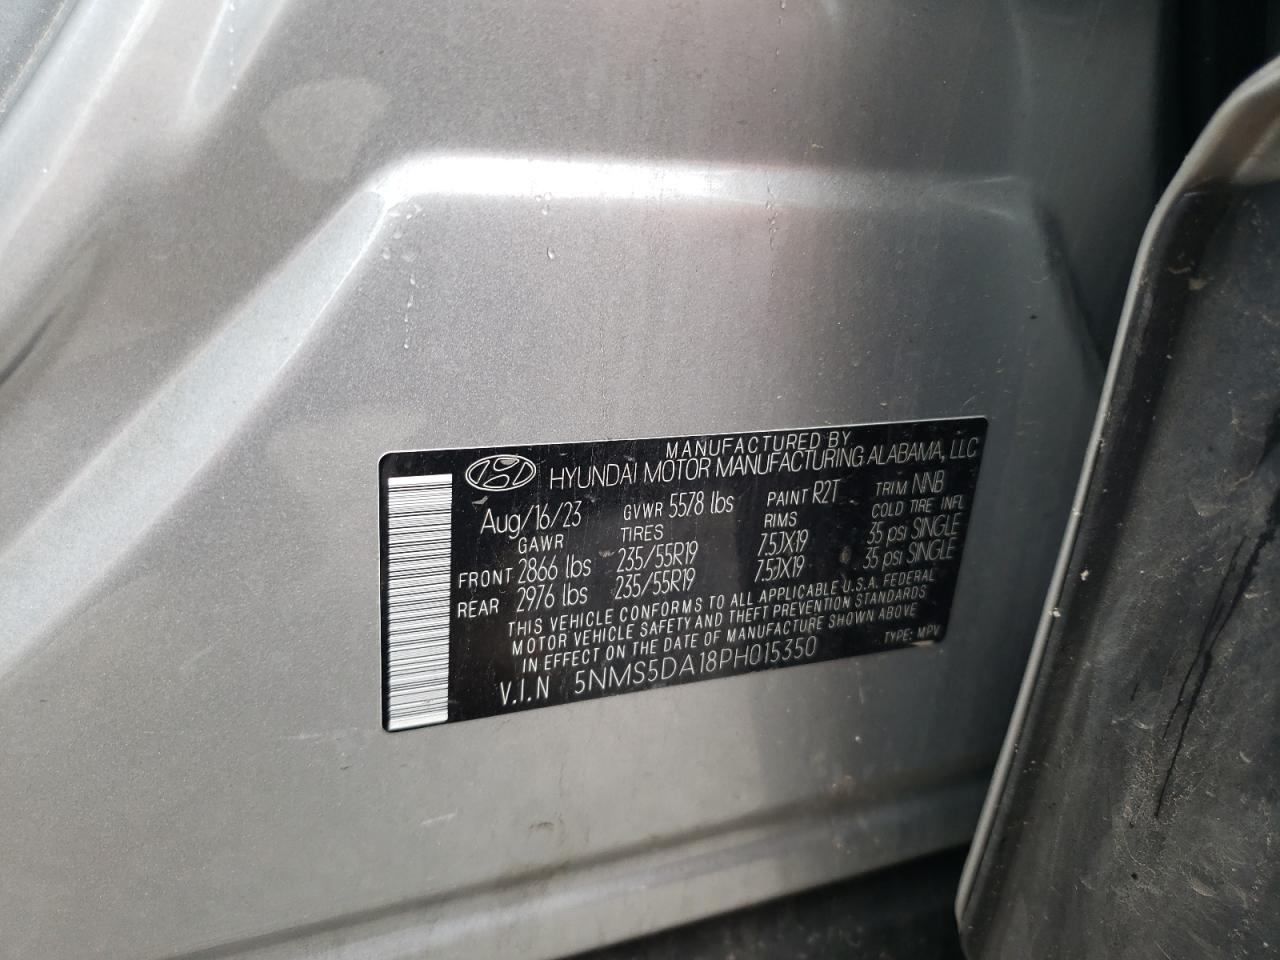 MANUFACTURED BY
HYUNDAI MOTOR MANUFACTURING ALABAMA, LLC
Aug/16/23 GVWR 5578 lbs PAINT R2T TRIM NNB
GAWR TIRES RIMS COLD TIRE INFL
FRONT 2866 lbs 235/55R19 7.5JX19 35 psi SINGLE
REAR 2976 lbs 235/55R19 7.5JX19 35 psi SINGLE
THIS VEHICLE CONFORMS TO ALL APPLICABLE U.S.A. FEDERAL
MOTOR VEHICLE SAFETY AND THEFT PREVENTION STANDARDS
IN EFFECT ON THE DATE OF MANUFACTURE SHOWN ABOVE
V.I.N 5NMS5DA18PH015350 TYPE: MPV